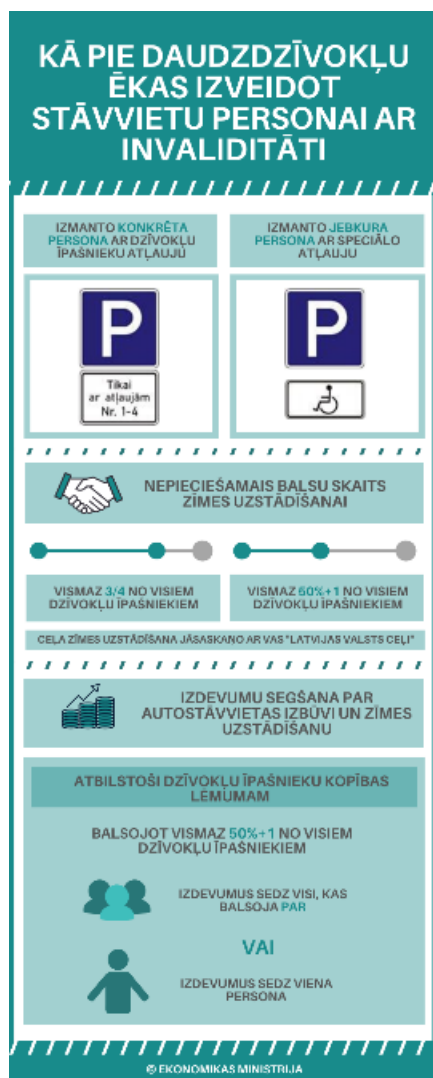 KĀ PIE DAUDZDZĪVOKĻU
ĒKAS IZVEIDOT
STĀVVIETU PERSONAI AR
INVALIDITĀTI
IZMANTO KONKRĒTA
PERSONA AR DZĪVOKĻU
ĪPAŠNIEKU ATĻAUJU
IZMANTO JEBKURA
PERSONA AR SPECIĀLO
ATĻAUJU
P
Tikai
ar atļaujām
Nr. 1-4
P
NEPIECIEŠAMAIS BALSU SKAITS
ZĪMES UZSTĀDĪŠANAI
VISMAZ 3/4 NO VISIEM
DZĪVOKĻU ĪPAŠNIEKIEM
VISMAZ 50%+1 NO VISIEM
DZĪVOKĻU ĪPAŠNIEKIEM
CEĻA ZĪMES UZSTĀDĪŠANA JĀSASKAŅO AR VAS "LATVIJAS VALSTS CEĻI"
IZDEVUMU SEGŠANA PAR
AUTOSTĀVVIETAS IZBŪVI UN ZĪMES
UZSTĀDĪŠANU
ATBILSTOŠI DZĪVOKĻU ĪPAŠNIEKU KOPĪBAS
LĒMUMAM
BALSOJOT VISMAZ 50%+1 NO VISIEM
DZĪVOKĻU ĪPAŠNIEKIEM
IZDEVUMUS SEDZ VISI, KAS
BALSOJA PAR
VAI
IZDEVUMUS SEDZ VIENA
PERSONA
© EKONOMIKAS MINISTRIJA